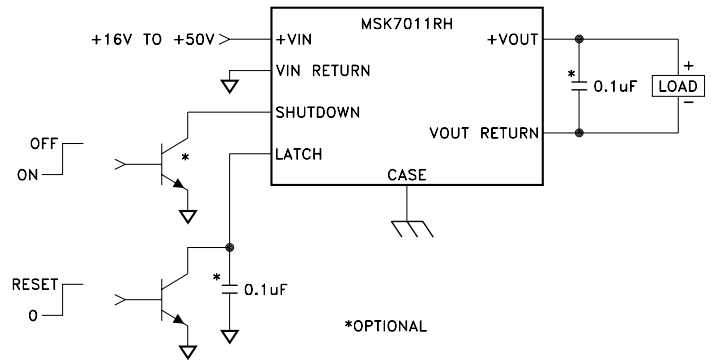 MSK7011RH
+16V TO +50V
+VIN
+VOUT
VIN RETURN
*
0.1uF
+
LOAD
−
SHUTDOWN
OFF
ON
*
VOUT RETURN
LATCH
CASE
RESET
0
*
0.1uF
*OPTIONAL